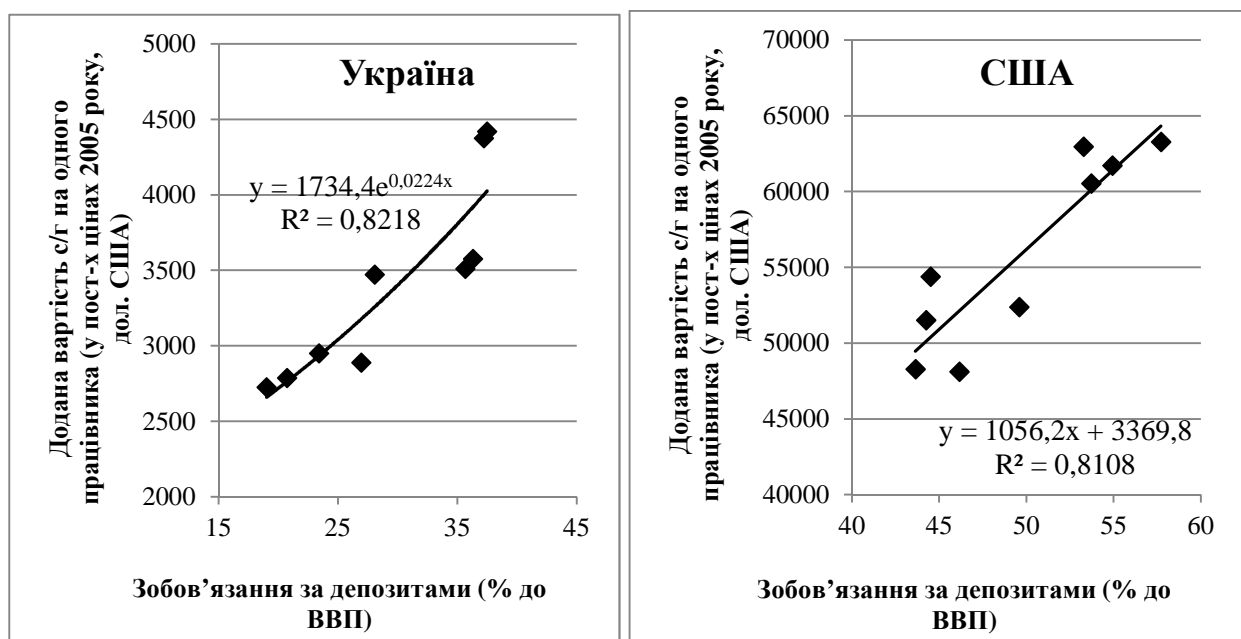 Україна
Додана вартість с/г на одного
працівника (у пост-х цінах 2005 року,
дол. США)
5000
4500
4000
3500
3000
2500
2000
y = 1734,4e^0,0224x
R² = 0,8218
15 25 35 45
Зобов’язання за депозитами (% до
ВВП)
США
Додана вартість с/г на одного
працівника (у пост-х цінах 2005 року,
дол. США)
70000
65000
60000
55000
50000
45000
40000
y = 1056,2x + 3369,8
R² = 0,8108
40 45 50 55 60
Зобов’язання за депозитами (% до
ВВП)